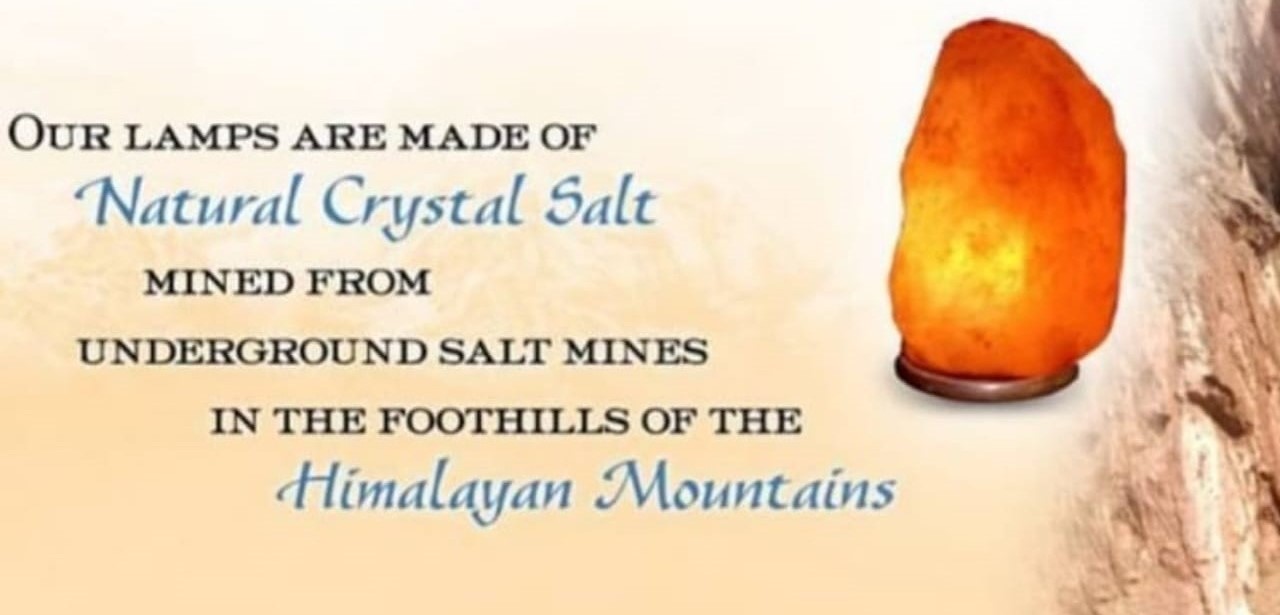 Our lamps are made of
Natural Crystal Salt
mined from
underground salt mines
in the foothills of the
Himalayan Mountains